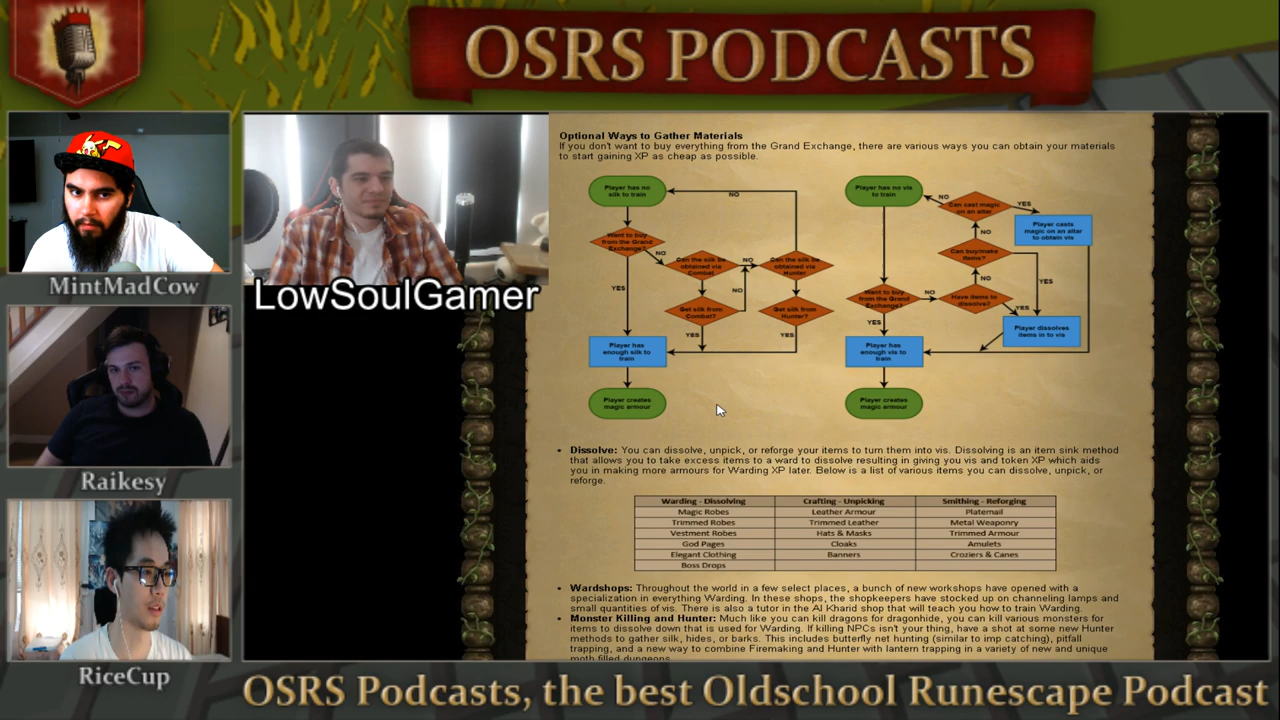 OSRS PODCASTS
MintMadCow
Raikesy
RiceCup
LowSoulGamer
Optional Ways to Gather Materials
If you don't want to buy everything from the Grand Exchange, there are various ways you can obtain your materials
to start gaining XP as cheap as possible.
Player has no
silk to train
NO
Want to buy
from the Grand
Exchange?
NO
Can the silk be
obtained via
Combat?
NO
Can the silk be
obtained via
Hunter?
YES
NO
Get silk from
Combat?
Get silk from
Hunter?
YES
YES
Player has
enough silk to
train
Player creates
magic armour
Player has no vis
to train
NO
Can cast magic
on an altar
YES
Player casts
magic on an altar
to obtain vis
NO
Can buy/make
items?
YES
NO
Want to buy
from the Grand
Exchange?
NO
Have items to
dissolve?
YES
YES
Player dissolves
items in to vis
Player has
enough vis to
train
Player creates
magic armour
• Dissolve: You can dissolve, unpick, or reforge your items to turn them into vis. Dissolving is an item sink method
that allows you to take excess items to a ward to dissolve resulting in giving you vis and token XP which aids
you in making more armours for Warding XP later. Below is a list of various items you can dissolve, unpick, or
reforge.
Warding - Dissolving Crafting - Unpicking Smithing - Reforging
Magic Robes Leather Armour Platemail
Trimmed Robes Trimmed Leather Metal Weaponry
Vestment Robes Hats & Masks Trimmed Armour
God Pages Cloaks Amulets
Elegant Clothing Banners Croziers & Canes
Boss Drops
• Wardshops: Throughout the world in a few select places, a bunch of new workshops have opened with a
specialization in everything Warding. In these shops, the shopkeepers have stocked up on channeling lamps and
small quantities of vis. There is also a tutor in the Al Kharid shop that will teach you how to train Warding.
• Monster Killing and Hunter: Much like you can kill dragons for dragonhide, you can kill various monsters for
items to dissolve down that is used for Warding. If killing NPCs isn't your thing, have a shot at some new Hunter
methods to gather silk, hides, or barks. This includes butterfly net hunting (similar to imp catching), pitfall
trapping, and a new way to combine Firemaking and Hunter with lantern trapping in a variety of new and unique
moth filled dungeons.
OSRS Podcasts, the best Oldschool Runescape Podcast